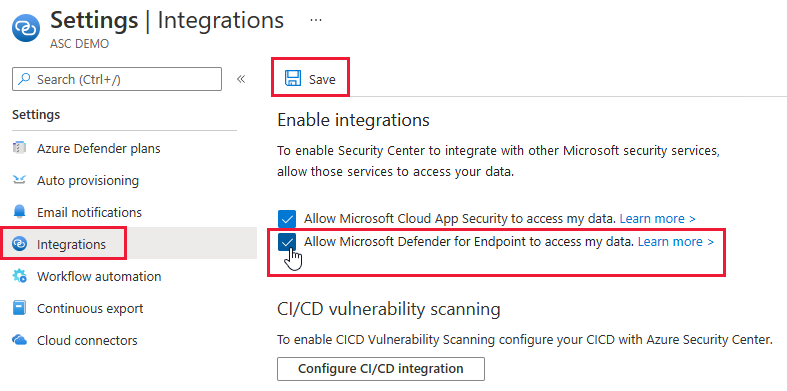 Settings | Integrations ...
ASC DEMO
Search (Ctrl+/)
«
Settings
Azure Defender plans
Auto provisioning
Email notifications
Integrations
Workflow automation
Continuous export
Cloud connectors
Save
Enable integrations
To enable Security Center to integrate with other Microsoft security services,
allow those services to access your data.
Allow Microsoft Cloud App Security to access my data. Learn more >
Allow Microsoft Defender for Endpoint to access my data. Learn more >
CI/CD vulnerability scanning
To enable CICD Vulnerability Scanning configure your CICD with Azure Security Center.
Configure CI/CD integration